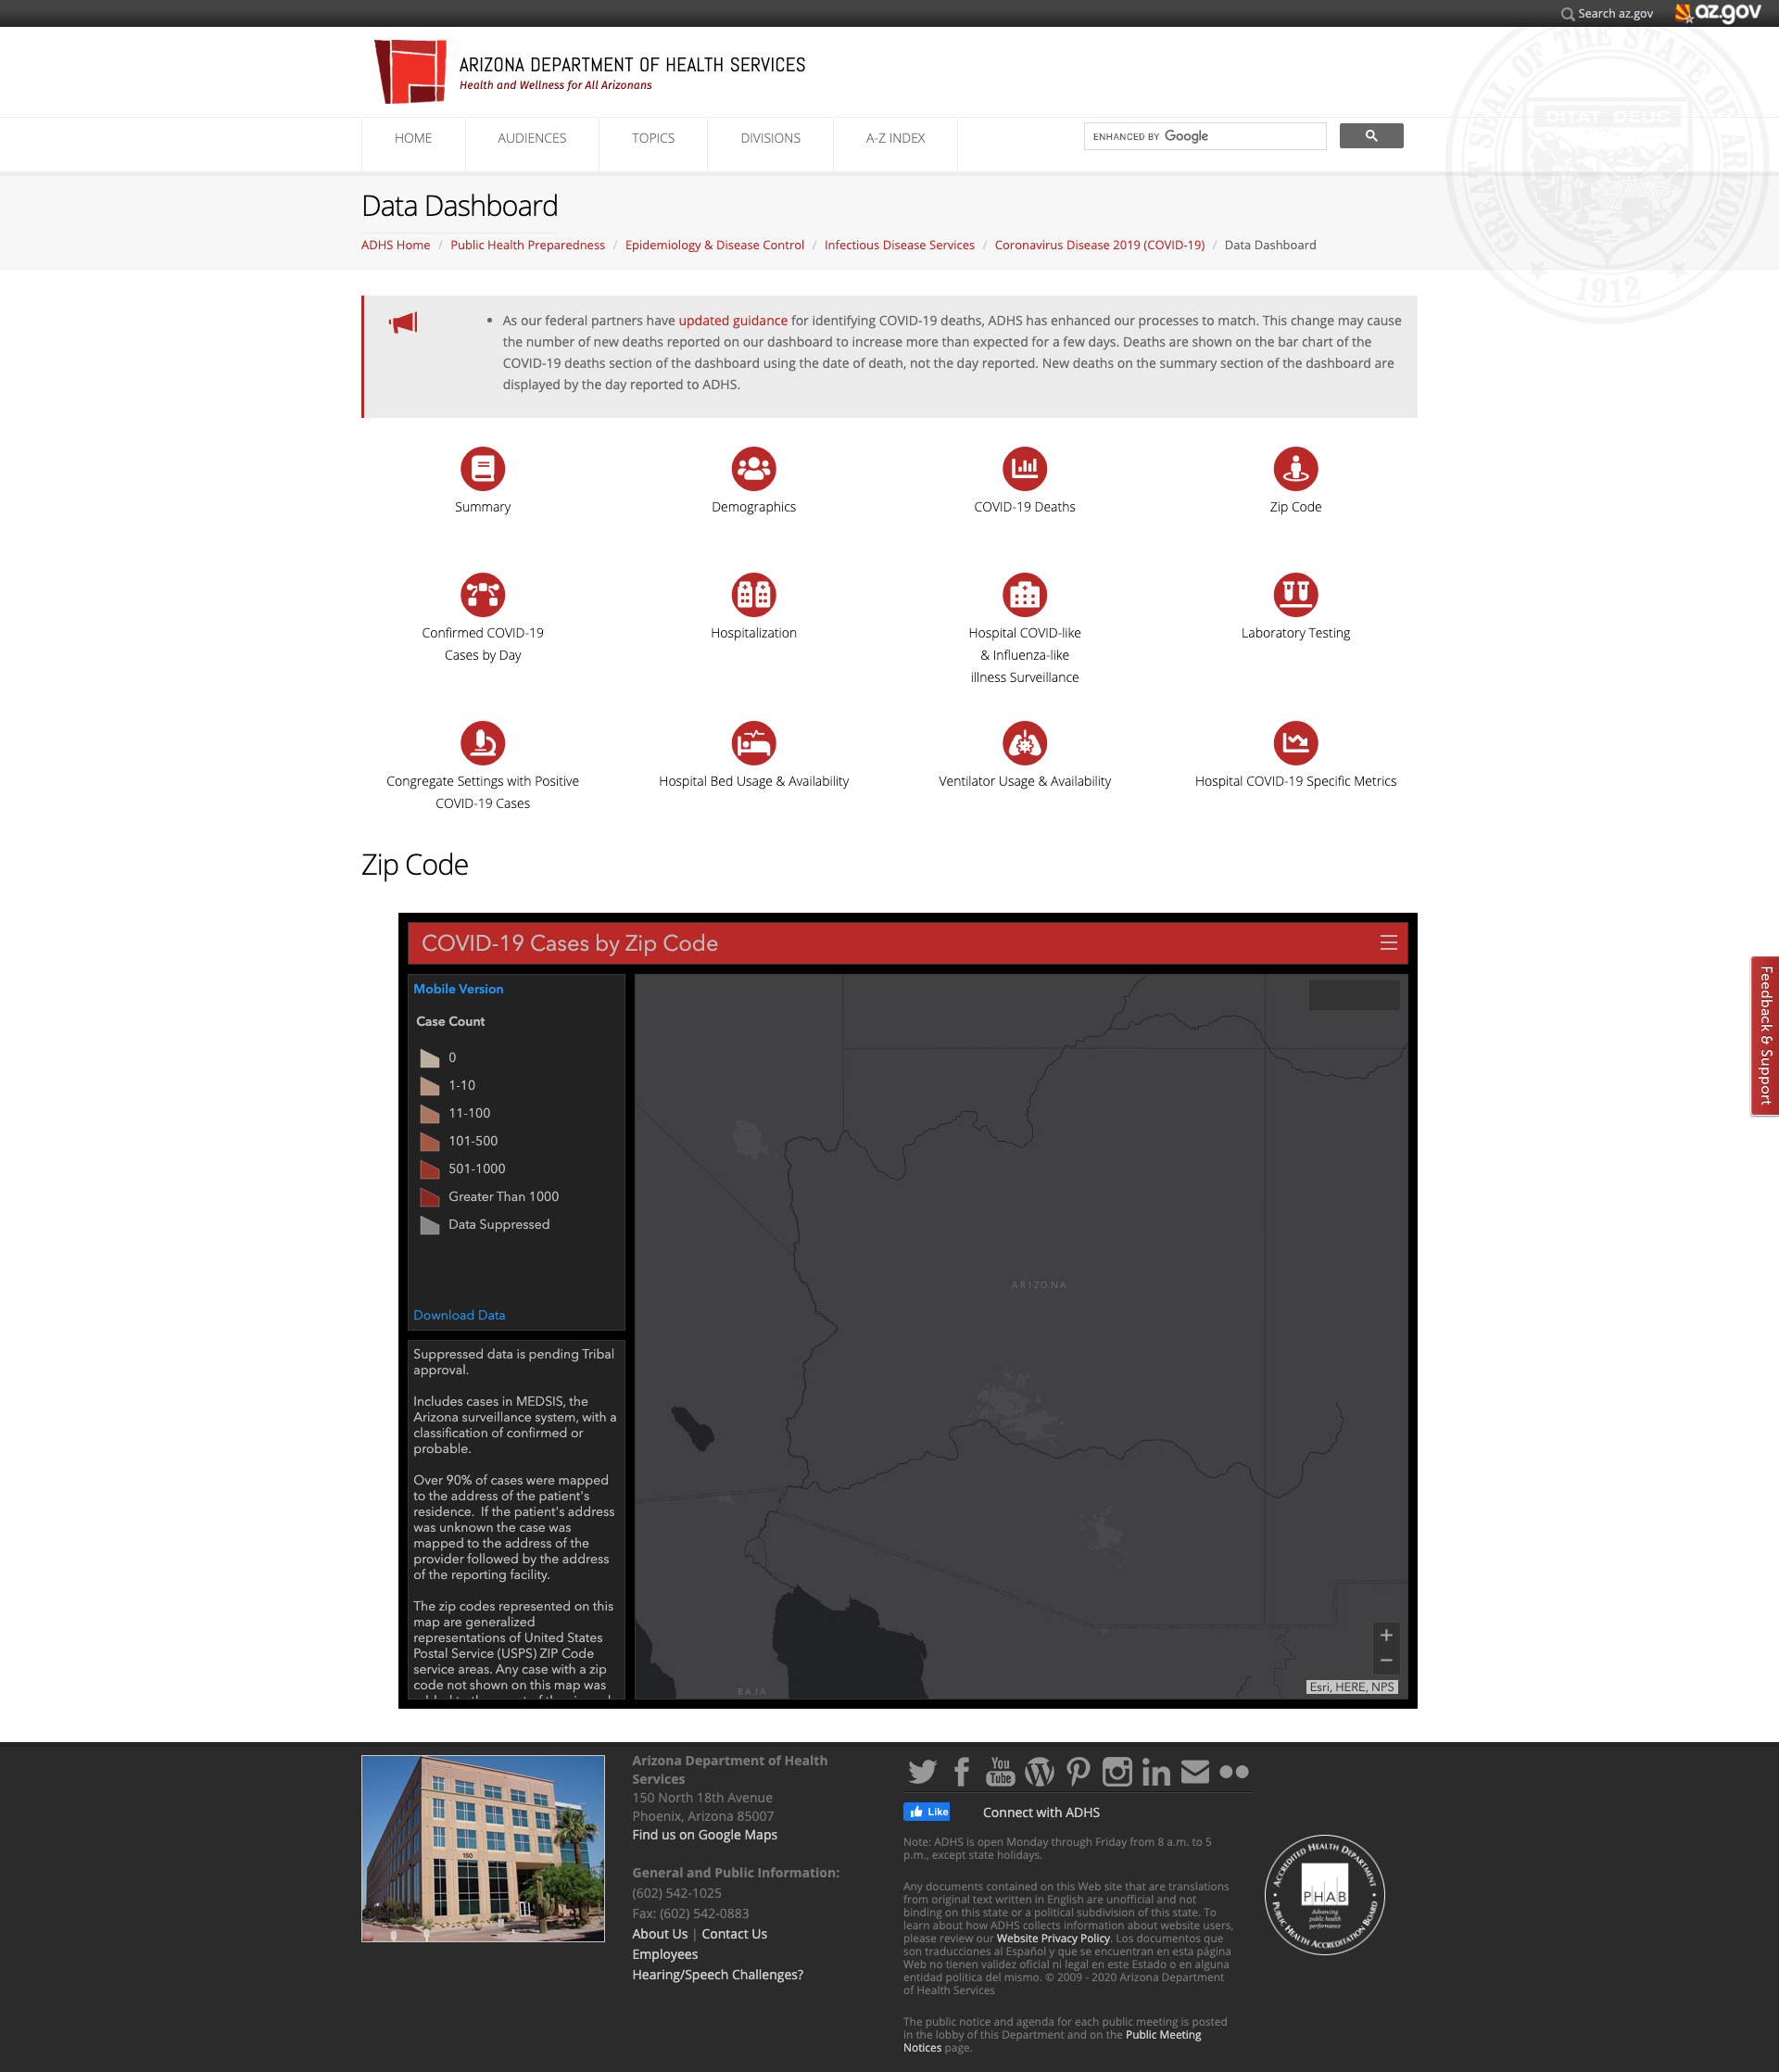 Search az.gov
az.gov
ARIZONA DEPARTMENT OF HEALTH SERVICES
Health and Wellness for All Arizonans
GREAT SEAL OF THE STATE OF ARIZONA
DITAT DEUS
1912
HOME
AUDIENCES
TOPICS
DIVISIONS
A-Z INDEX
ENHANCED BY Google
Data Dashboard
ADHS Home / Public Health Preparedness / Epidemiology & Disease Control / Infectious Disease Services / Coronavirus Disease 2019 (COVID-19) / Data Dashboard
• As our federal partners have updated guidance for identifying COVID-19 deaths, ADHS has enhanced our processes to match. This change may cause
the number of new deaths reported on our dashboard to increase more than expected for a few days. Deaths are shown on the bar chart of the
COVID-19 deaths section of the dashboard using the date of death, not the day reported. New deaths on the summary section of the dashboard are
displayed by the day reported to ADHS.
Summary
Demographics
COVID-19 Deaths
Zip Code
Confirmed COVID-19
Cases by Day
Hospitalization
Hospital COVID-like
& Influenza-like
illness Surveillance
Laboratory Testing
Congregate Settings with Positive
COVID-19 Cases
Hospital Bed Usage & Availability
Ventilator Usage & Availability
Hospital COVID-19 Specific Metrics
Zip Code
COVID-19 Cases by Zip Code
Mobile Version
Case Count
0
1-10
11-100
101-500
501-1000
Greater Than 1000
Data Suppressed
Download Data
Suppressed data is pending Tribal
approval.
Includes cases in MEDSIS, the
Arizona surveillance system, with a
classification of confirmed or
probable.
Over 90% of cases were mapped
to the address of the patient's
residence. If the patient's address
was unknown the case was
mapped to the address of the
provider followed by the address
of the reporting facility.
The zip codes represented on this
map are generalized
representations of United States
Postal Service (USPS) ZIP Code
service areas. Any case with a zip
code not shown on this map was
ARIZONA
BAJA
+
−
Esri, HERE, NPS
Feedback & Support
150
Arizona Department of Health
Services
150 North 18th Avenue
Phoenix, Arizona 85007
Find us on Google Maps
General and Public Information:
(602) 542-1025
Fax: (602) 542-0883
About Us | Contact Us
Employees
Hearing/Speech Challenges?
You
Tube
Like
Connect with ADHS
Note: ADHS is open Monday through Friday from 8 a.m. to 5
p.m., except state holidays.
Any documents contained on this Web site that are translations
from original text written in English are unofficial and not
binding on this state or a political subdivision of this state. To
learn about how ADHS collects information about website users,
please review our Website Privacy Policy. Los documentos que
son traducciones al Español y que se encuentran en esta página
Web no tienen validez oficial ni legal en este Estado o en alguna
entidad politica del mismo. © 2009 - 2020 Arizona Department
of Health Services
The public notice and agenda for each public meeting is posted
in the lobby of this Department and on the Public Meeting
Notices page.
ACCREDITED HEALTH DEPARTMENT
PHAB
Advancing
public health
performance
PUBLIC HEALTH ACCREDITATION BOARD